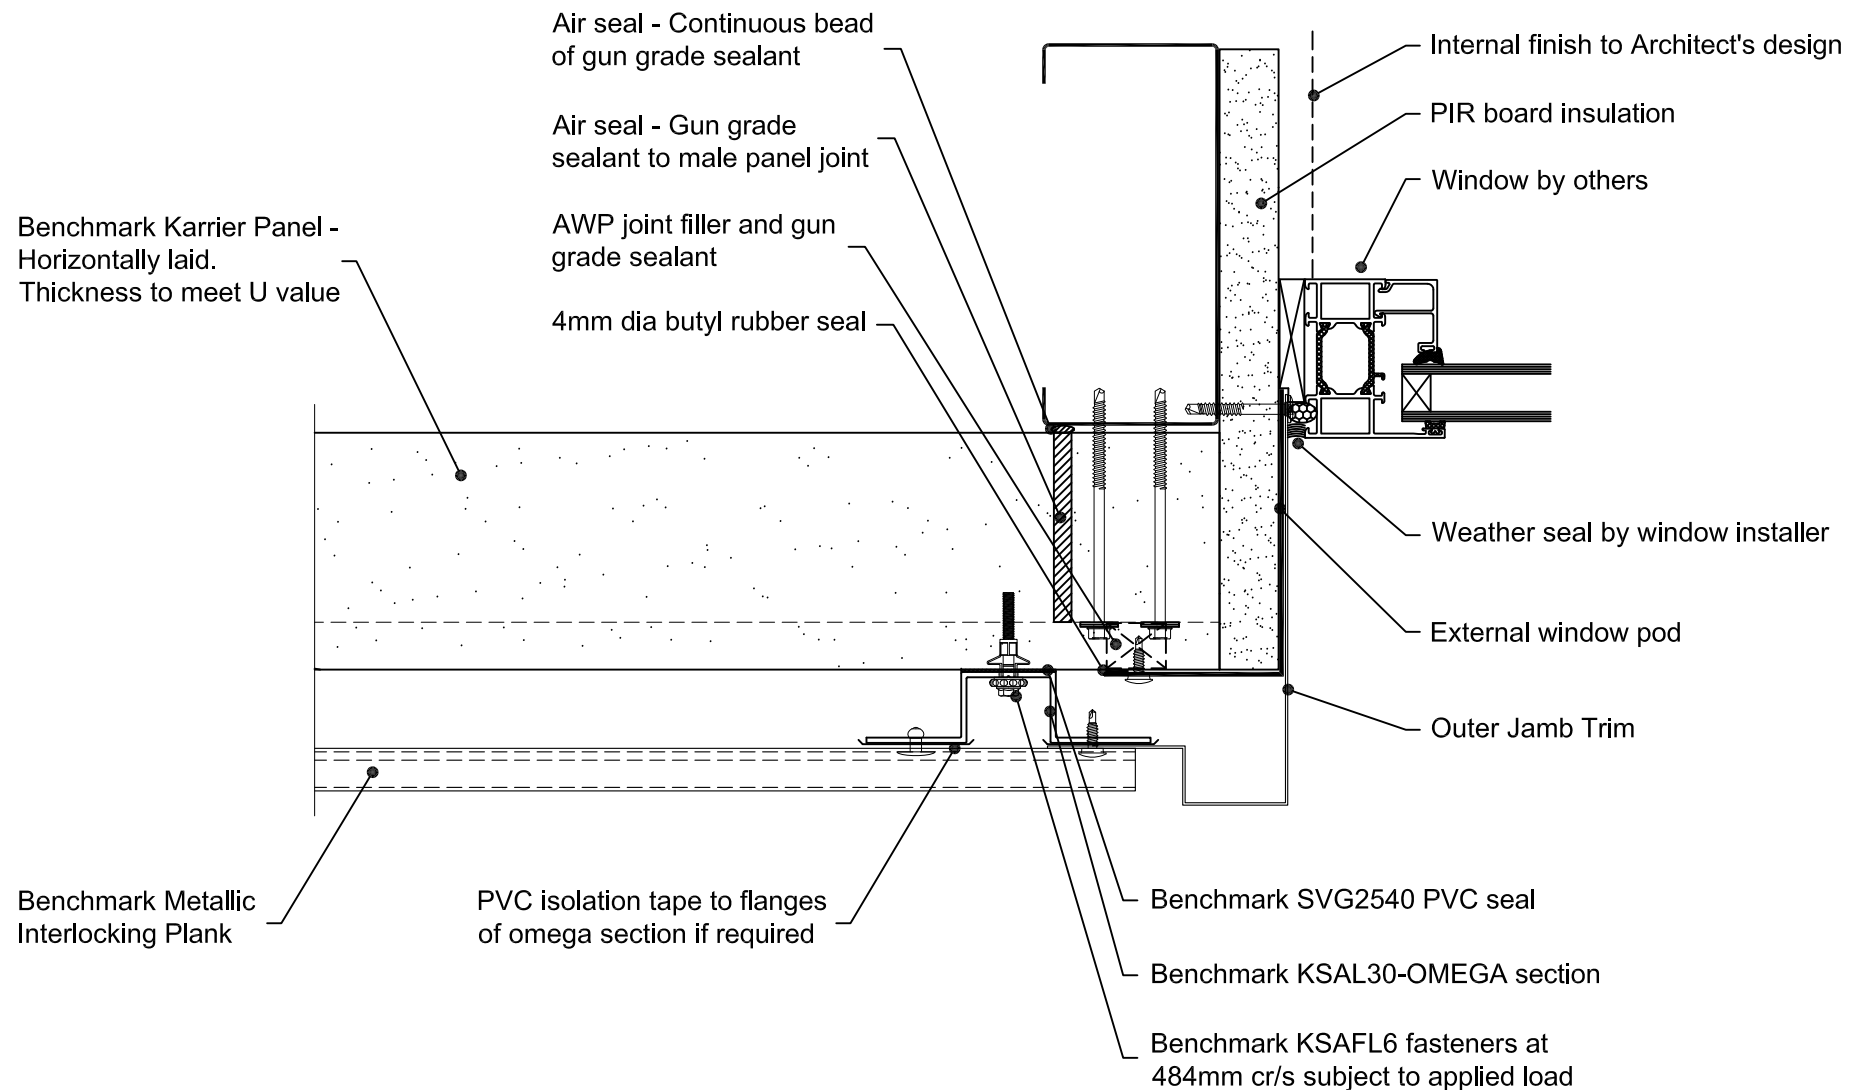 Air seal - Continuous bead
of gun grade sealant
Air seal - Gun grade
sealant to male panel joint
AWP joint filler and gun
grade sealant
4mm dia butyl rubber seal
Benchmark Karrier Panel -
Horizontally laid.
Thickness to meet U value
Internal finish to Architect's design
PIR board insulation
Window by others
Weather seal by window installer
External window pod
Outer Jamb Trim
Benchmark Metallic
Interlocking Plank
PVC isolation tape to flanges
of omega section if required
Benchmark SVG2540 PVC seal
Benchmark KSAL30-OMEGA section
Benchmark KSAFL6 fasteners at
484mm cr/s subject to applied load